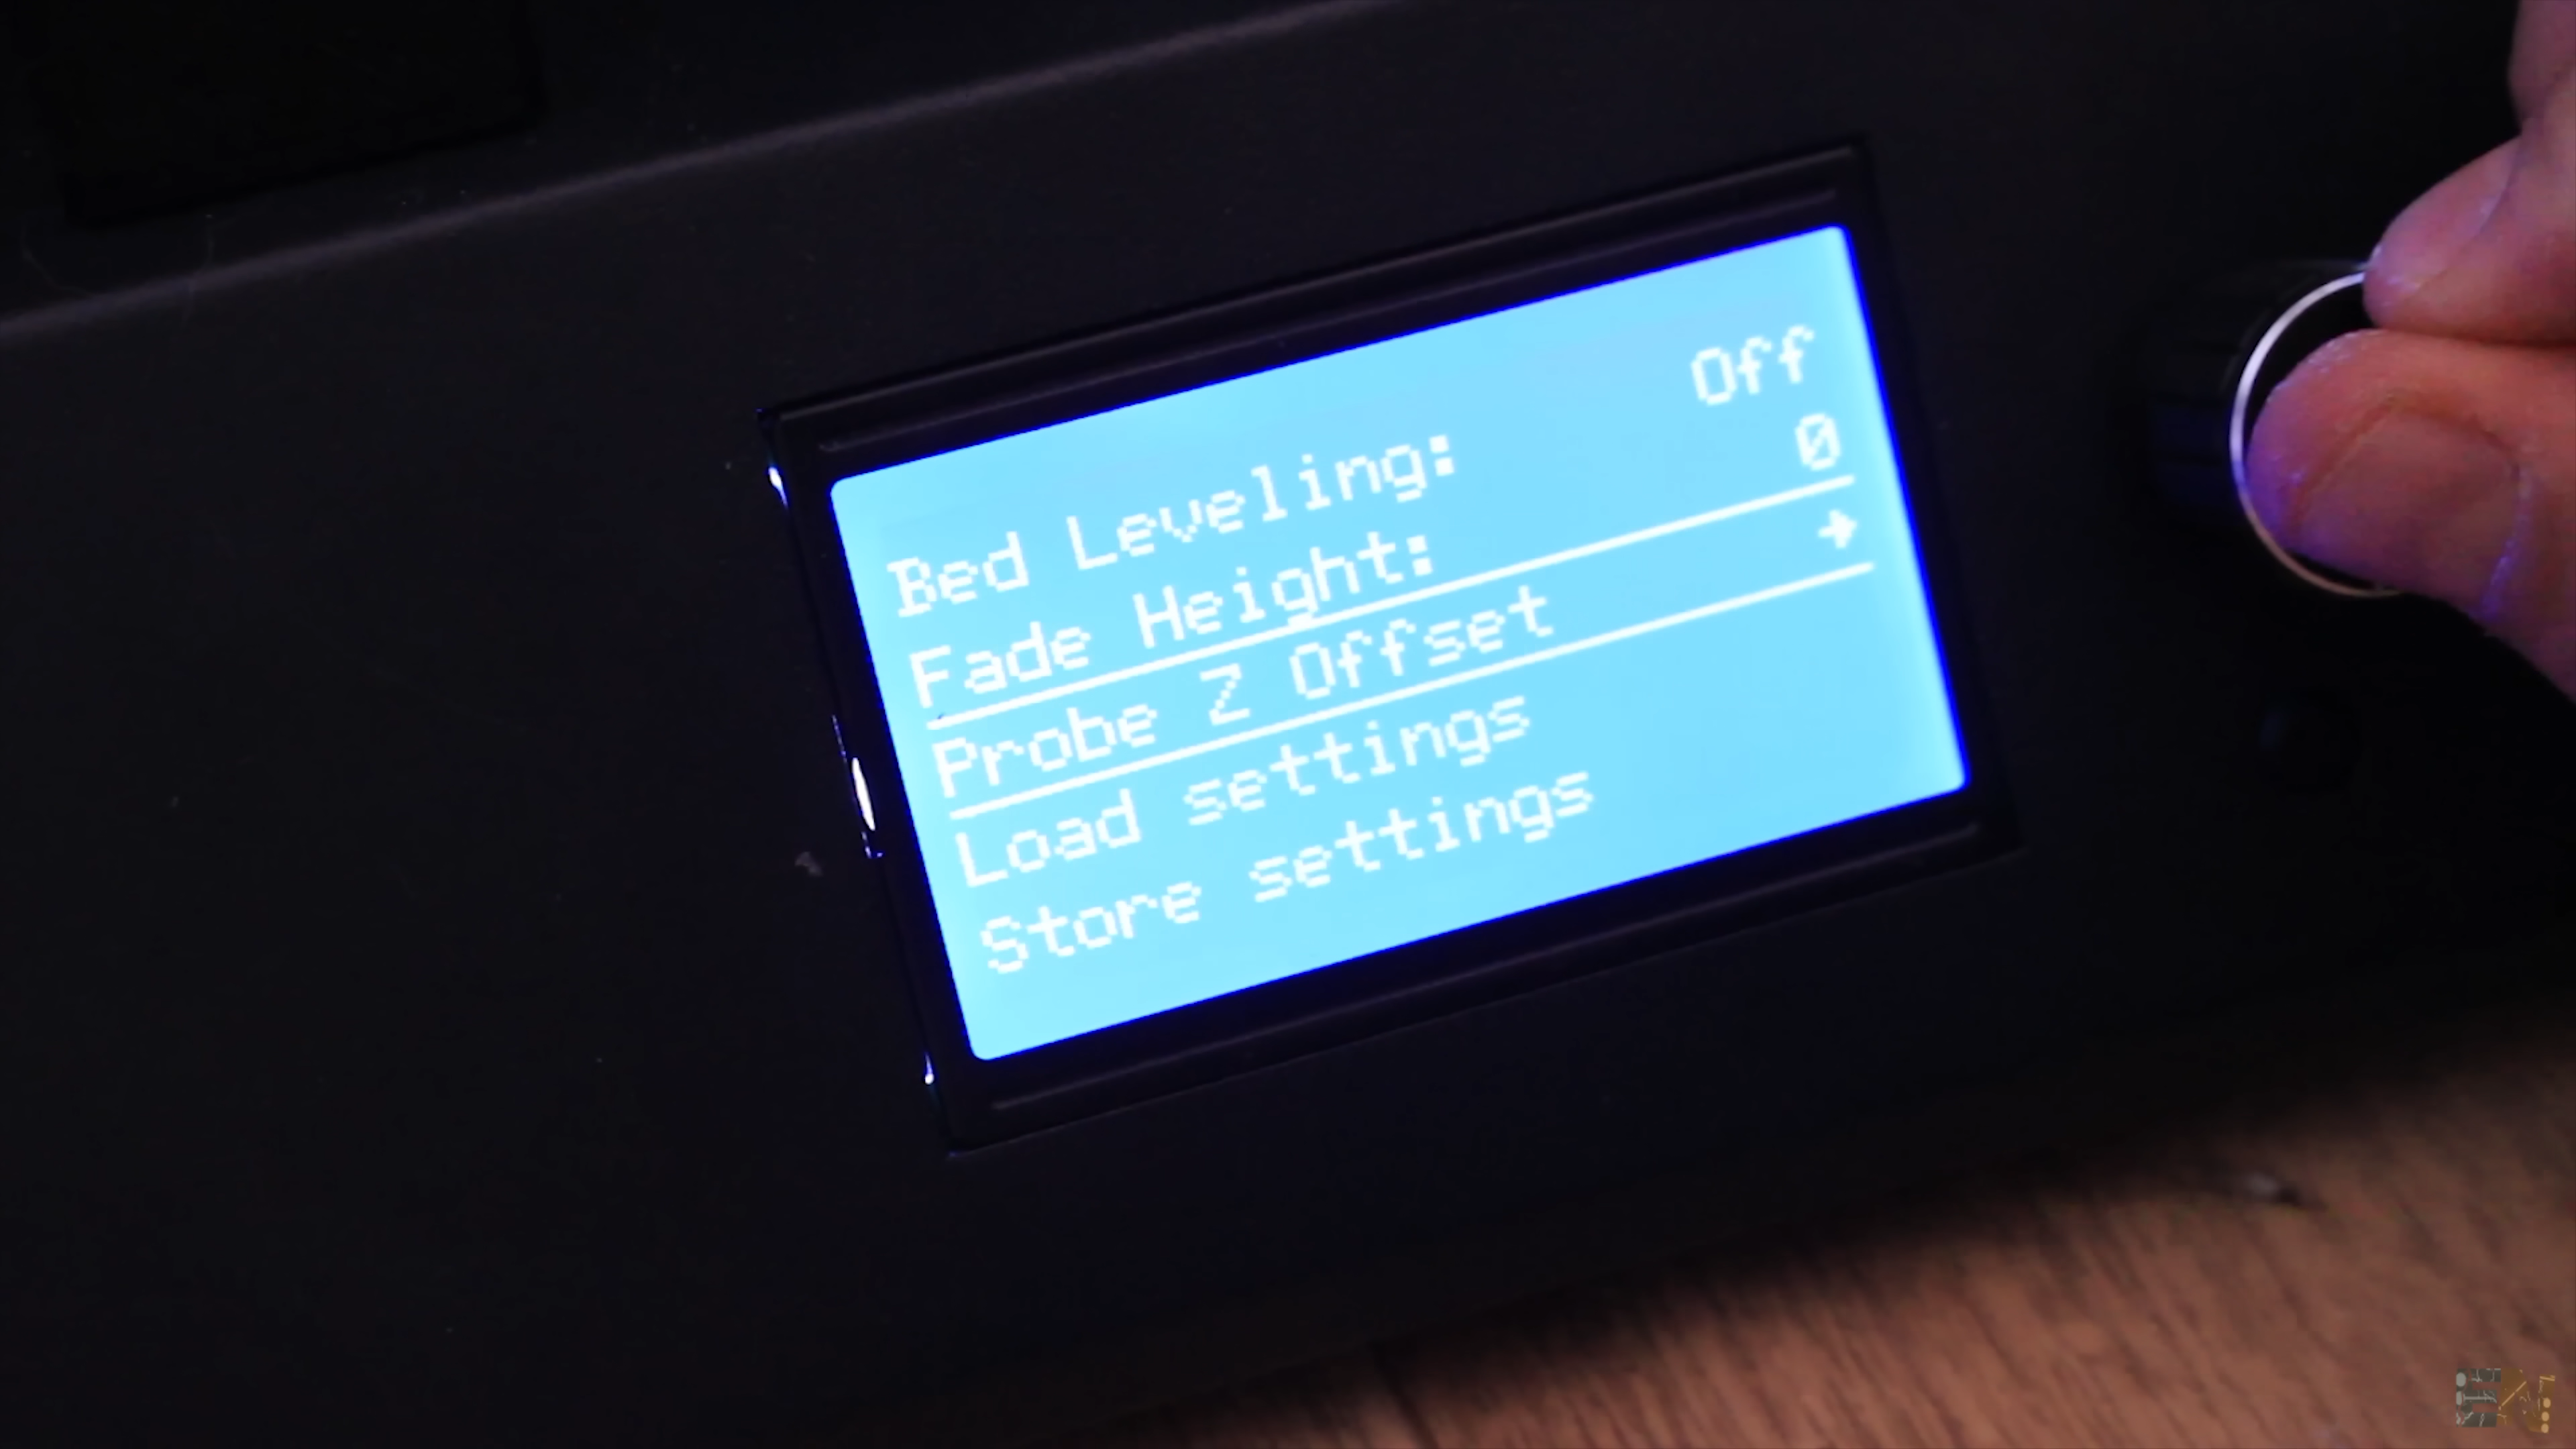 Bed Leveling: Off
Fade Height: 0
Probe Z Offset →
Load settings
Store settings